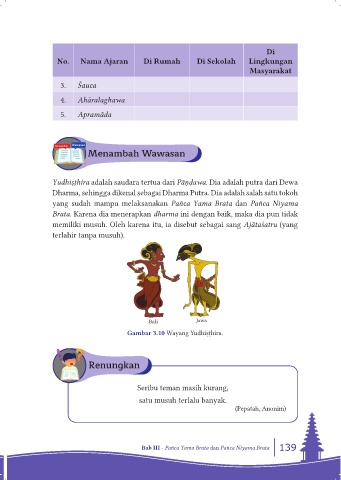 No. Nama Ajaran Di Rumah Di Sekolah Di Lingkungan Masyarakat
3. Śauca
4. Ahāralaghawa
5. Apramāda
Menambah Wawasan
Yudhiṣṭhira adalah saudara tertua dari Pāṇḍawa. Dia adalah putra dari Dewa
Dharma, sehingga dikenal sebagai Dharma Putra. Dia adalah salah satu tokoh
yang sudah mampu melaksanakan Pañca Yama Brata dan Pañca Niyama
Brata. Karena dia menerapkan dharma ini dengan baik, maka dia pun tidak
memiliki musuh. Oleh karena itu, ia disebut sebagai sang Ajātaśatru (yang
terlahir tanpa musuh).
Bali Jawa
Gambar 3.10 Wayang Yudhiṣṭhira.
Renungkan
Seribu teman masih kurang,
satu musuh terlalu banyak.
(Pepatah, Anonim)
Bab III - Pañca Yama Brata dan Pañca Niyama Brata 139